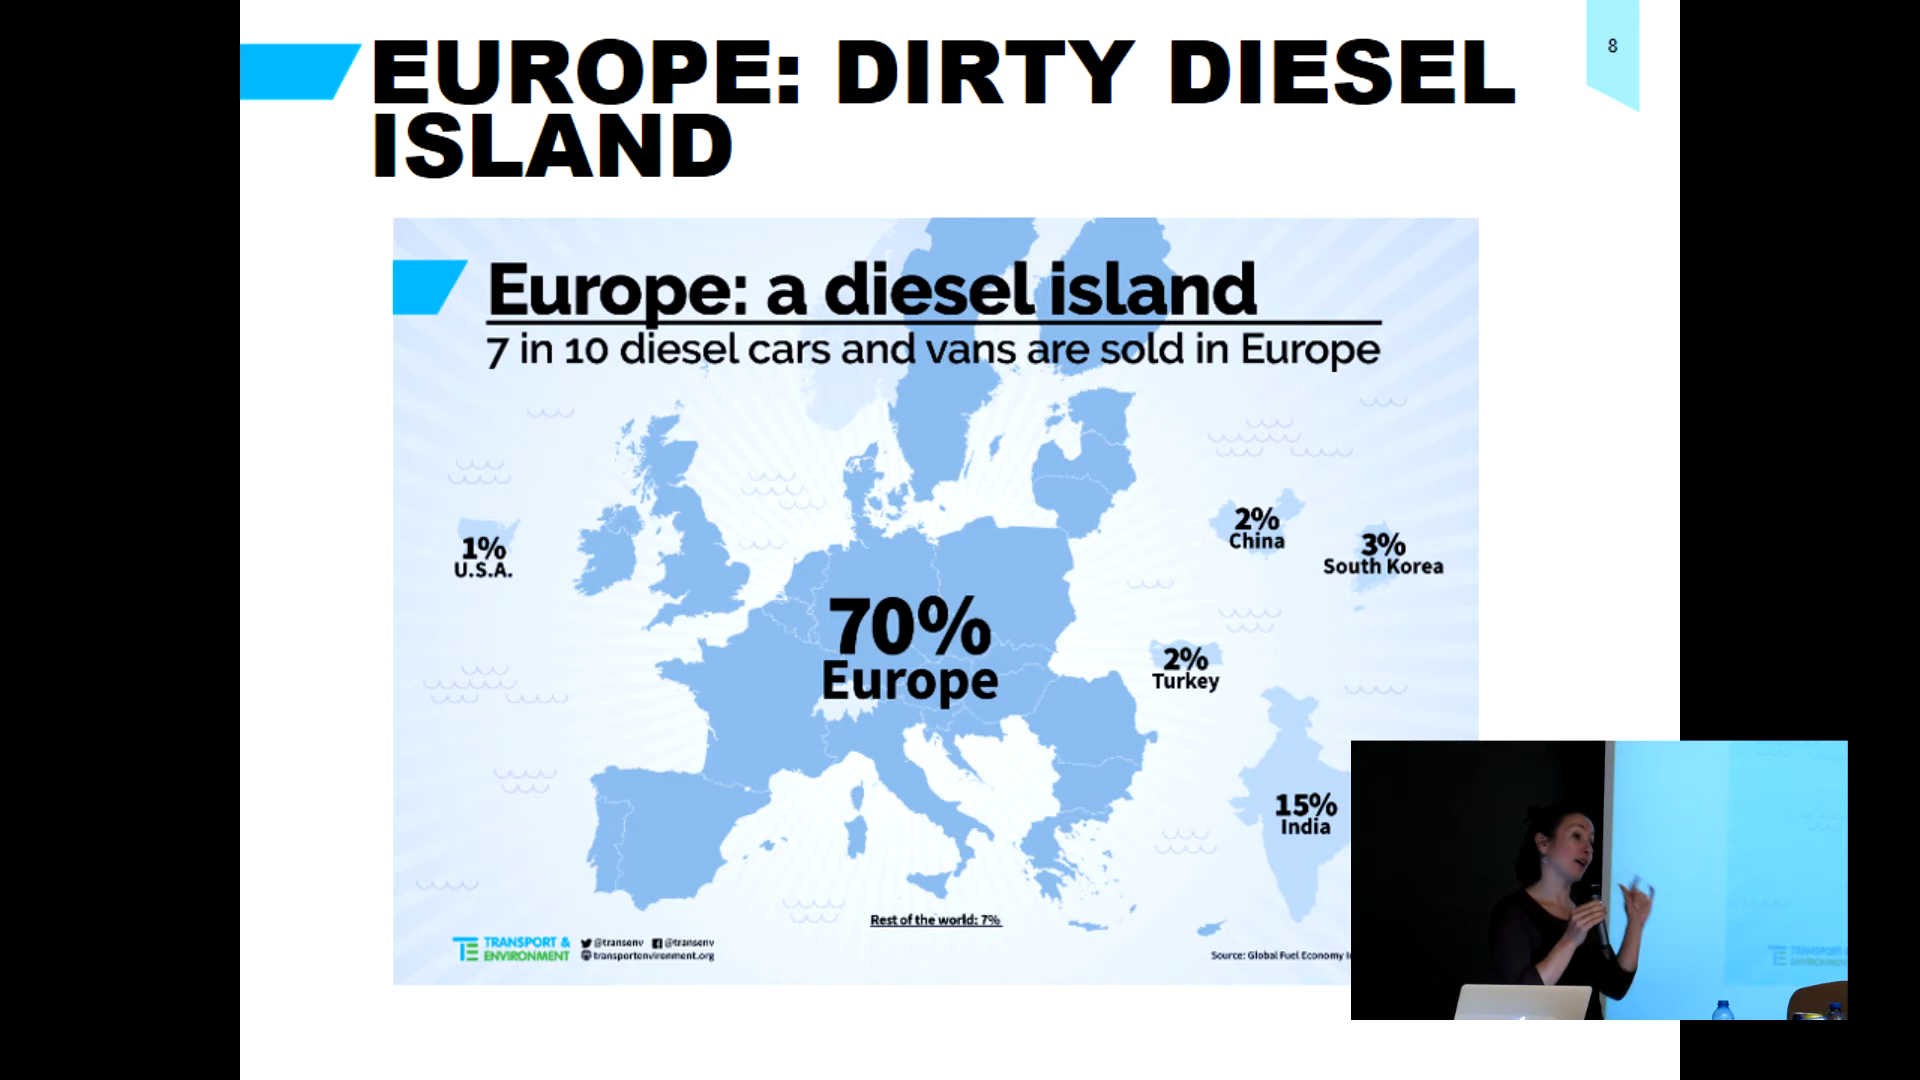 EUROPE: DIRTY DIESEL
ISLAND
8
Europe: a diesel island
7 in 10 diesel cars and vans are sold in Europe
1%
U.S.A.
2%
China
3%
South Korea
70%
Europe
2%
Turkey
15%
India
Rest of the world: 7%
TRANSPORT &
ENVIRONMENT
@transenv @transenv
transportenvironment.org
Source: Global Fuel Economy
TRANSPORT &
ENVIRONMENT